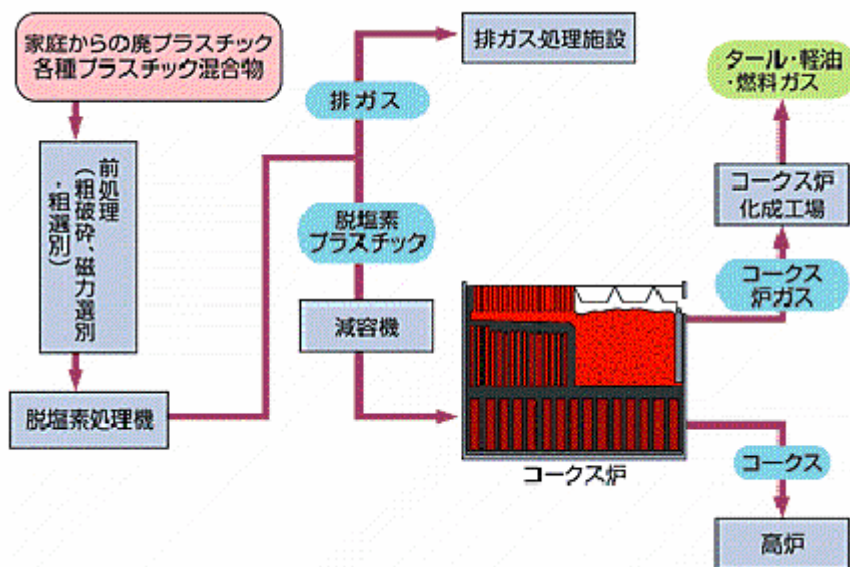 家庭からの廃プラスチック
各種プラスチック混合物
前処理
（粗破砕、磁力選別
・粗選別）
脱塩素処理機
排ガス
排ガス処理施設
脱塩素
プラスチック
減容機
コークス炉
コークス
炉ガス
コークス炉
化成工場
タール・軽油
・燃料ガス
コークス
高炉